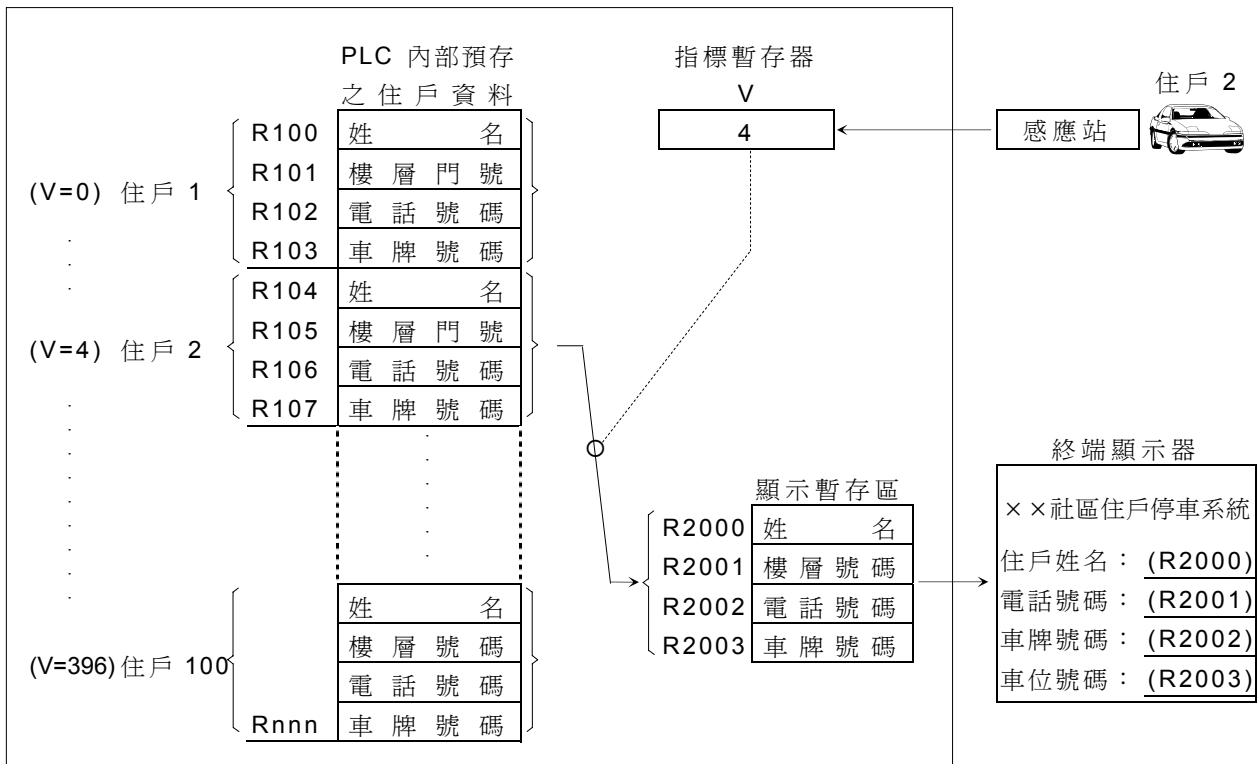 PLC 內部預存
之住戶資料
(V=0) 住戶 1
R100 姓名
R101 樓層門號
R102 電話號碼
R103 車牌號碼
(V=4) 住戶 2
R104 姓名
R105 樓層門號
R106 電話號碼
R107 車牌號碼
(V=396) 住戶 100
姓名
樓層號碼
電話號碼
Rnnn 車牌號碼
指標暫存器
V
4
感應站
住戶 2
顯示暫存區
R2000 姓名
R2001 樓層號碼
R2002 電話號碼
R2003 車牌號碼
終端顯示器
××社區住戶停車系統
住戶姓名：(R2000)
電話號碼：(R2001)
車牌號碼：(R2002)
車位號碼：(R2003)